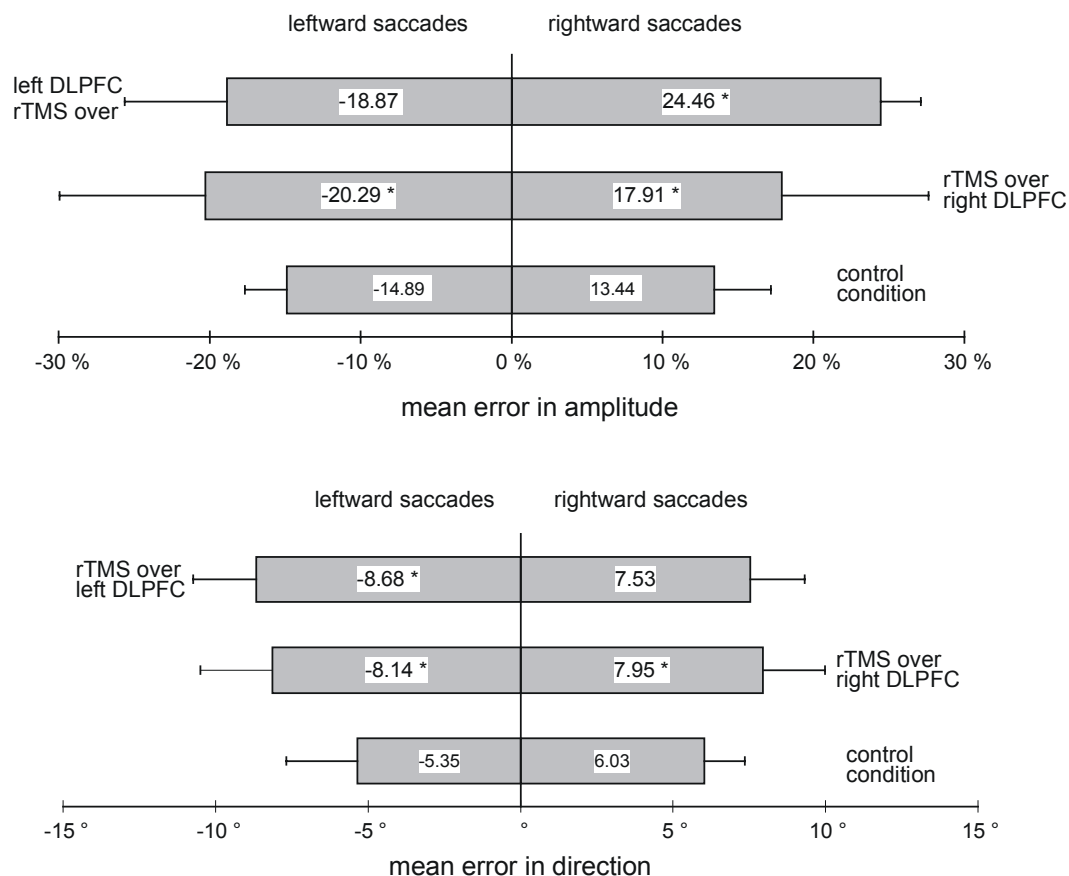 leftward saccades rightward saccades
left DLPFC
rTMS over
-18.87 24.46 *
-20.29 * 17.91 *
rTMS over
right DLPFC
-14.89 13.44
control
condition
-30 % -20 % -10 % 0 % 10 % 20 % 30 %
mean error in amplitude
leftward saccades rightward saccades
rTMS over
left DLPFC
-8.68 * 7.53
-8.14 * 7.95 *
rTMS over
right DLPFC
-5.35 6.03
control
condition
-15 ° -10 ° -5 ° ° 5 ° 10 ° 15 °
mean error in direction